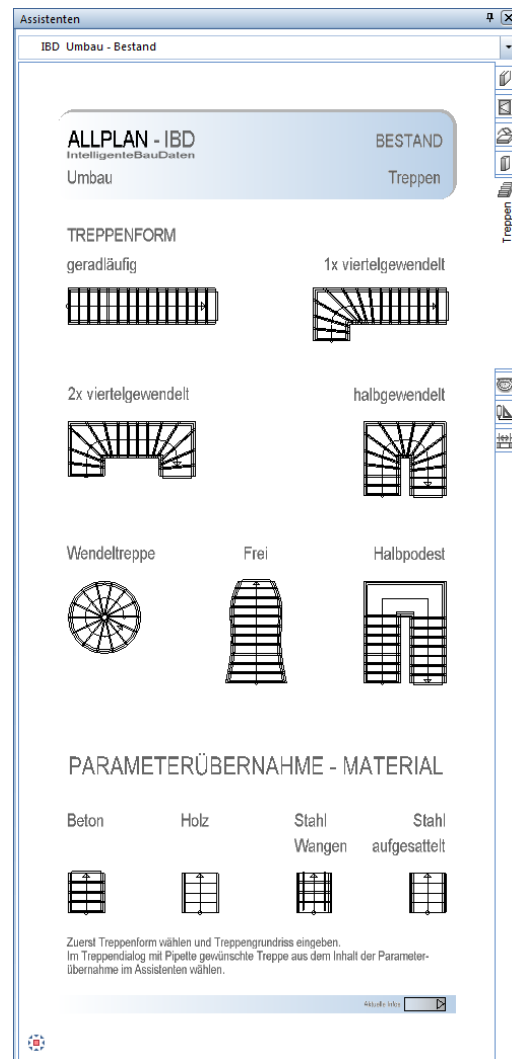 Assistenten
IBD Umbau - Bestand
ALLPLAN - IBD
BESTAND
IntelligenteBauDaten
Umbau
Treppen
Treppen
TREPPENFORM
geradläufig
1x viertelgewendelt
2x viertelgewendelt
halbgewendelt
Wendeltreppe
Frei
Halbpodest
PARAMETERÜBERNAHME - MATERIAL
Beton
Holz
Stahl
Wangen
Stahl
aufgesattelt
Zuerst Treppenform wählen und Treppengrundriss eingeben.
Im Treppendialog mit Pipette gewünschte Treppe aus dem Inhalt der Parameter-
übernahme im Assistenten wählen.
Aktuelle Infos